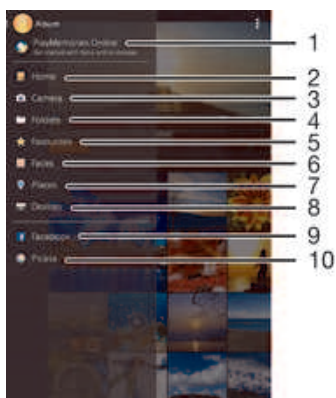 Album
PlayMemories Online
1
Home
2
Camera
3
Folders
4
Favourites
5
Faces
6
Places
7
Devices
8
Facebook
9
Picasa
10